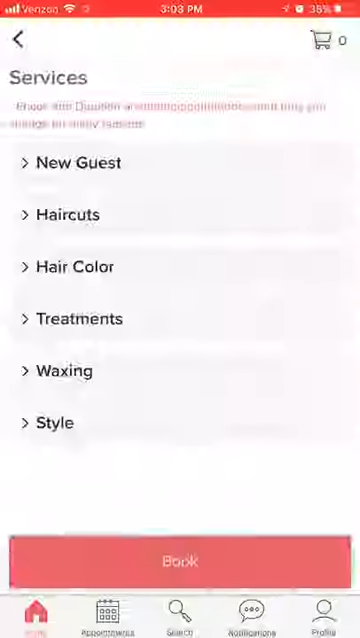 Verizon 3:03 PM 36%
0
Services
New Guest
Haircuts
Hair Color
Treatments
Waxing
Style
Book
Home Appointments Search Notifications Profile